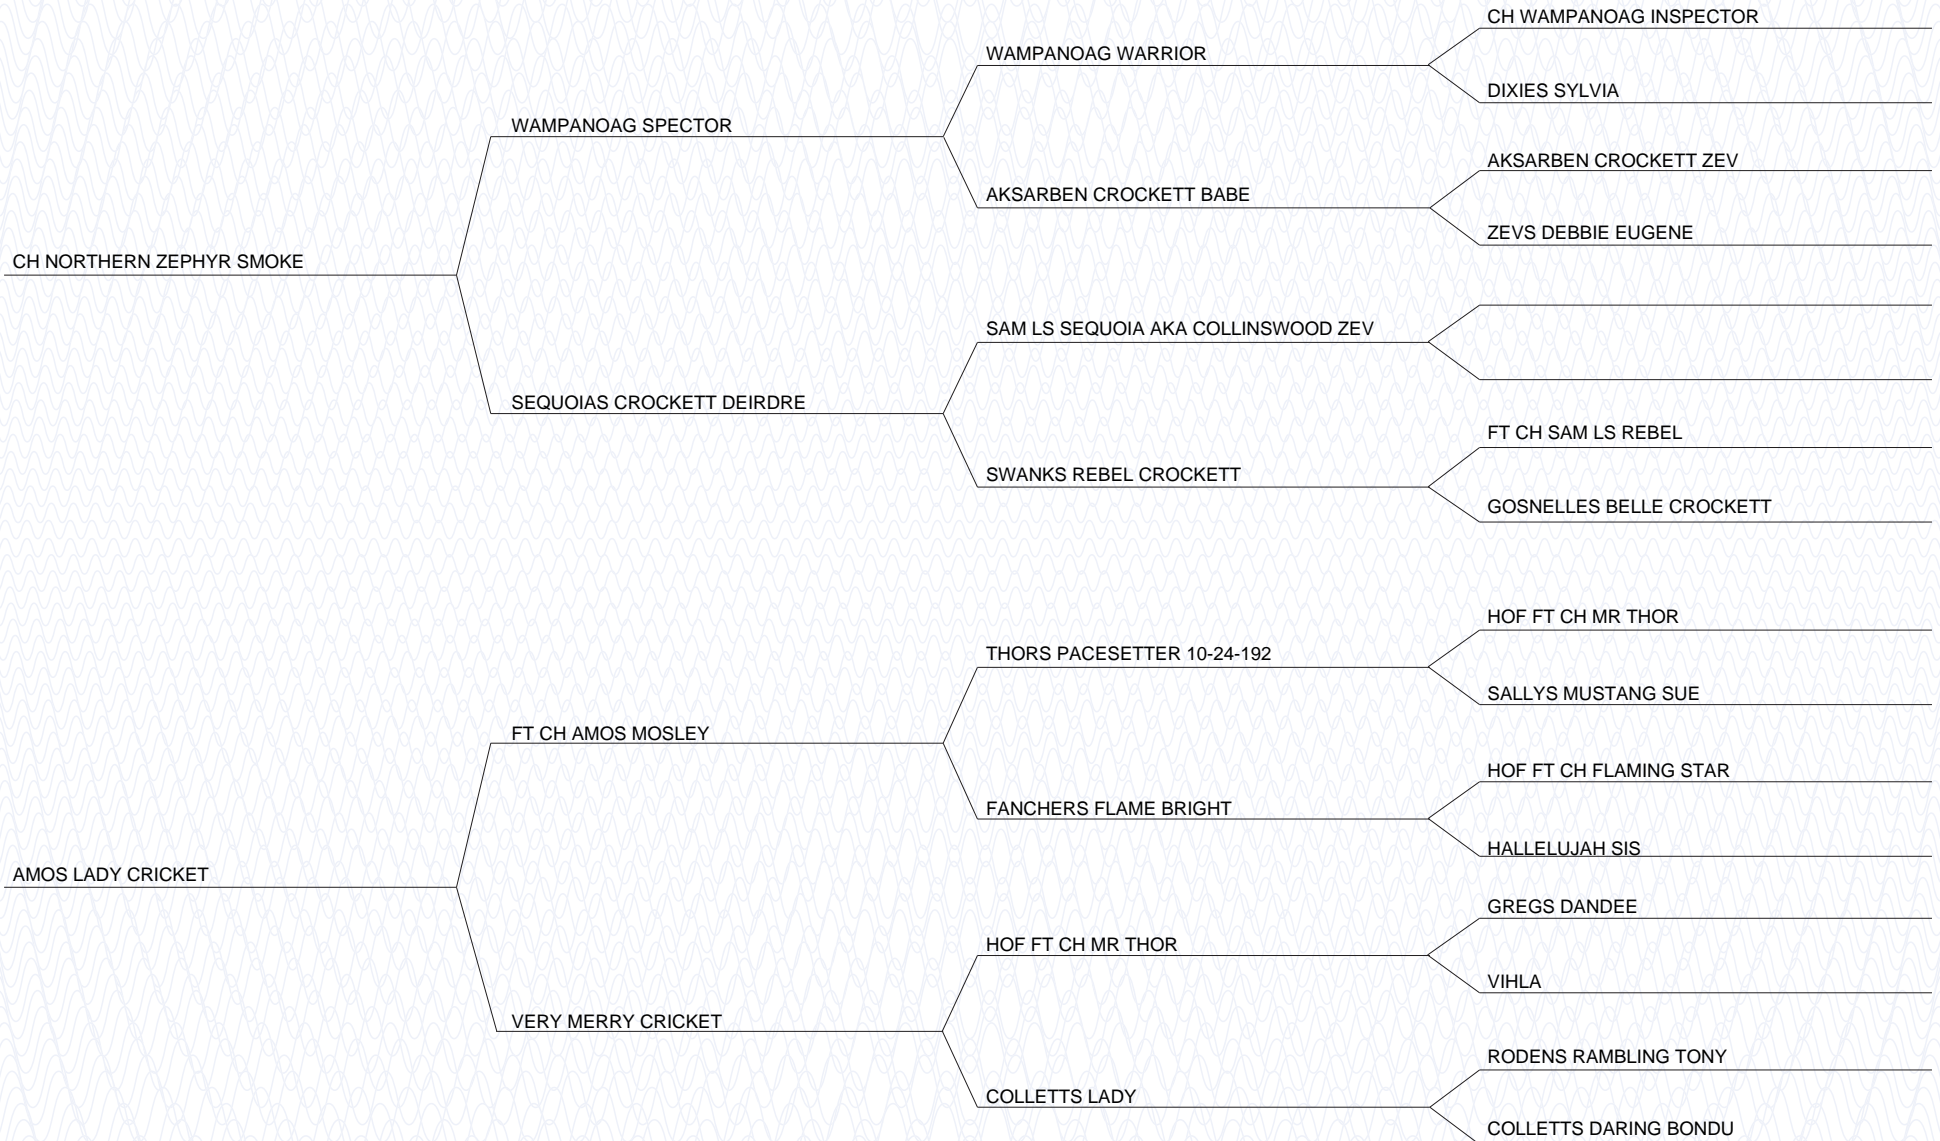 CH WAMPANOAG INSPECTOR
WAMPANOAG WARRIOR
DIXIES SYLVIA
WAMPANOAG SPECTOR
AKSARBEN CROCKETT ZEV
AKSARBEN CROCKETT BABE
ZEVS DEBBIE EUGENE
CH NORTHERN ZEPHYR SMOKE
SAM LS SEQUOIA AKA COLLINSWOOD ZEV
SEQUOIAS CROCKETT DEIRDRE
FT CH SAM LS REBEL
SWANKS REBEL CROCKETT
GOSNELLES BELLE CROCKETT
HOF FT CH MR THOR
THORS PACESETTER 10-24-192
SALLYS MUSTANG SUE
FT CH AMOS MOSLEY
HOF FT CH FLAMING STAR
FANCHERS FLAME BRIGHT
HALLELUJAH SIS
AMOS LADY CRICKET
GREGS DANDEE
HOF FT CH MR THOR
VIHLA
VERY MERRY CRICKET
RODENS RAMBLING TONY
COLLETTS LADY
COLLETTS DARING BONDU